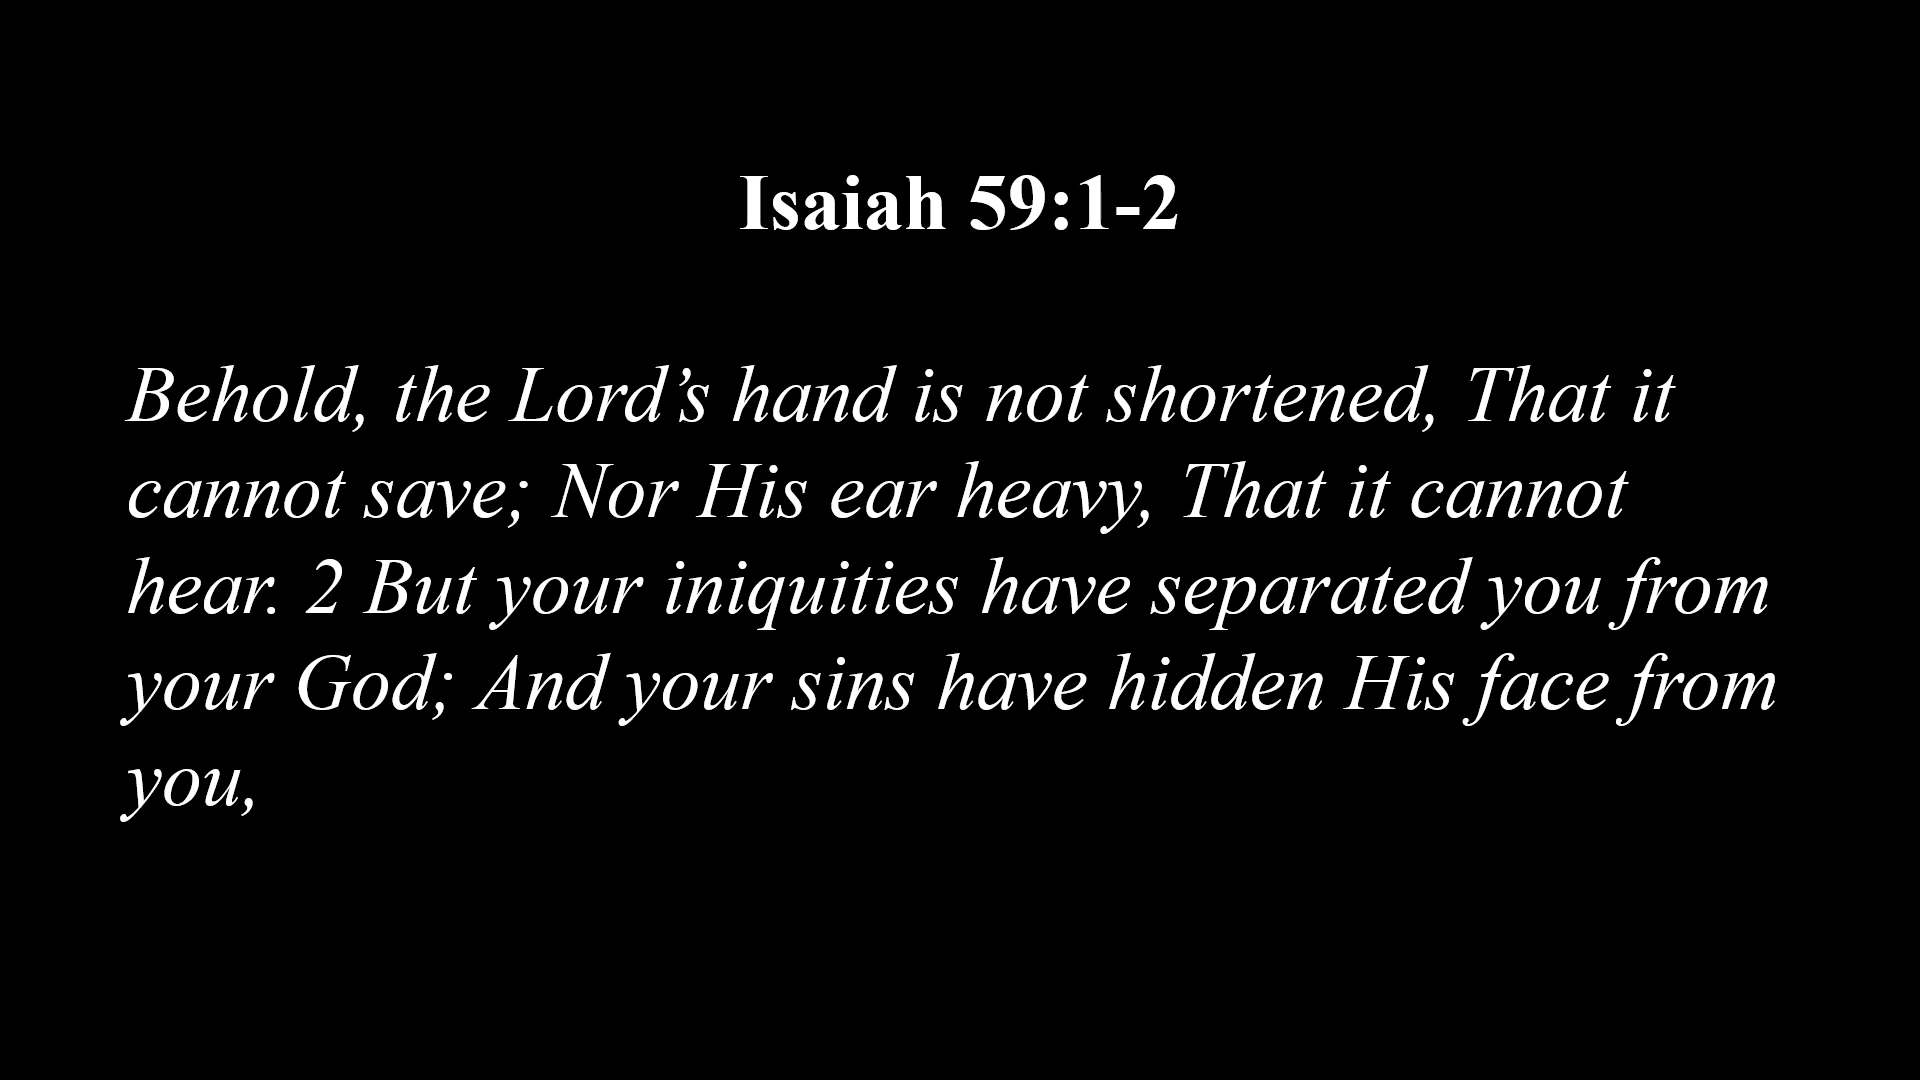 Isaiah 59:1-2
Behold, the Lord’s hand is not shortened, That it
cannot save; Nor His ear heavy, That it cannot
hear. 2 But your iniquities have separated you from
your God; And your sins have hidden His face from
you,